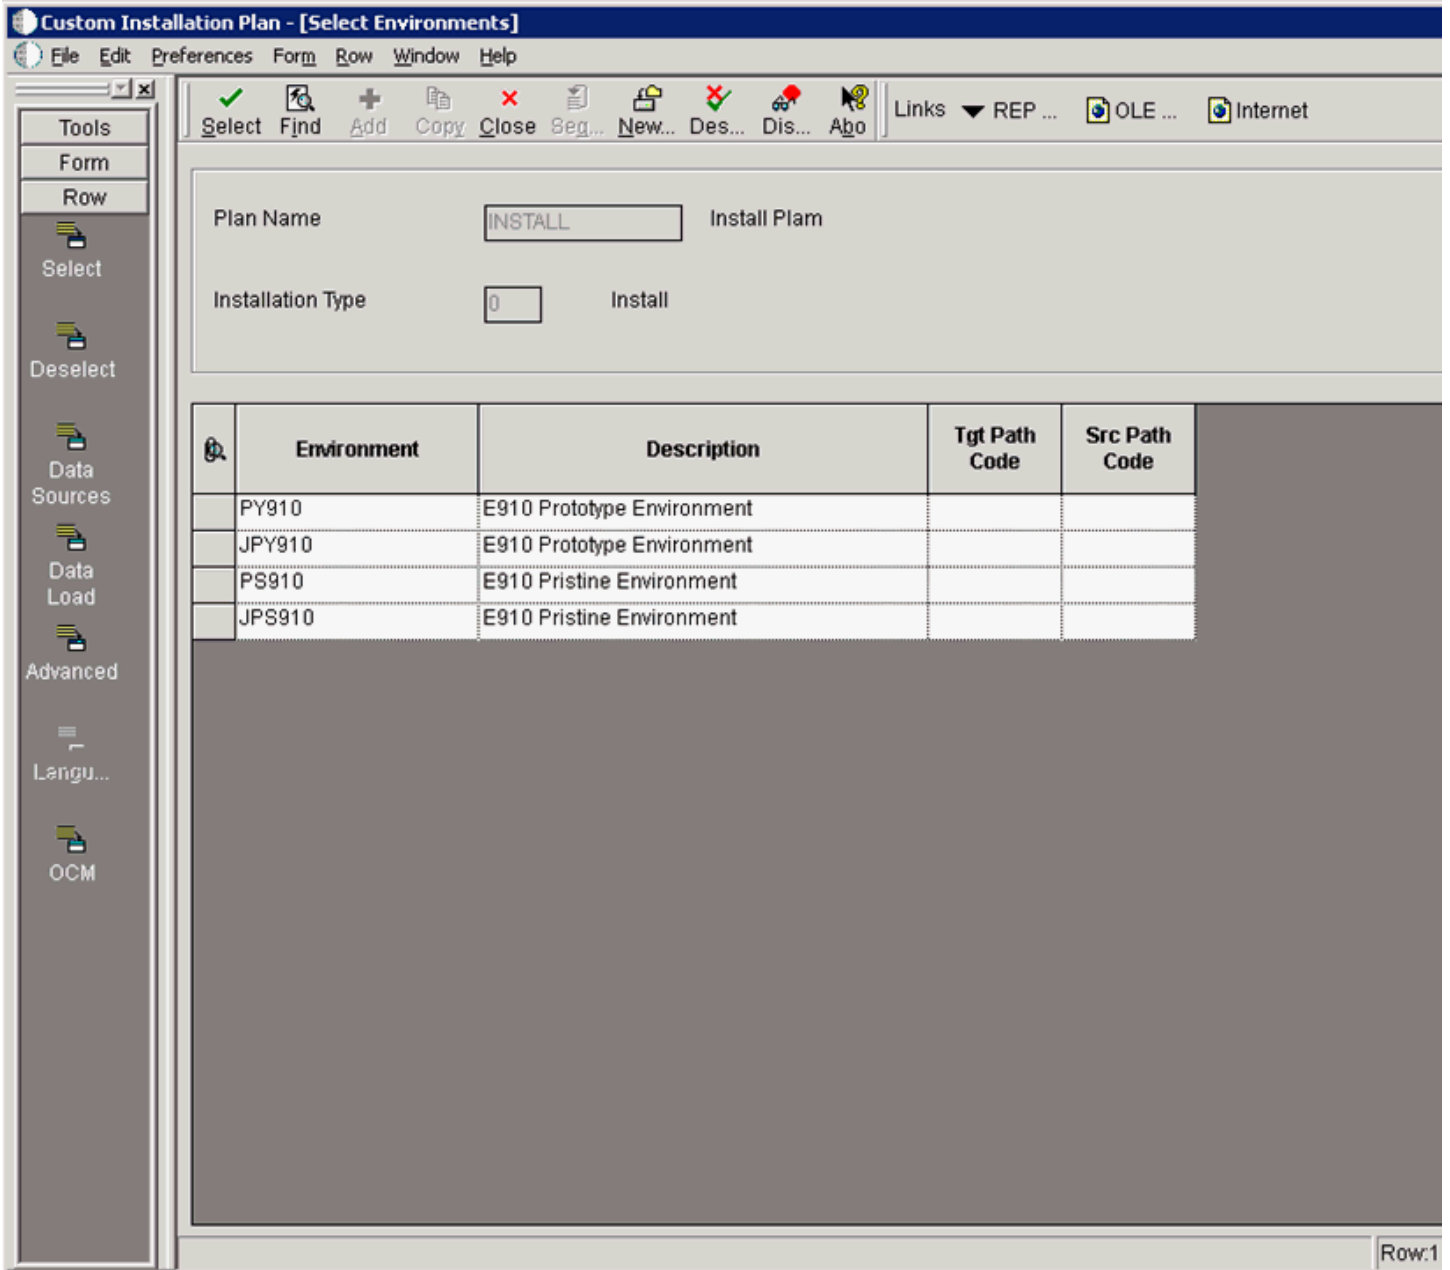 Custom Installation Plan - [Select Environments]
File Edit Preferences Form Row Window Help
Tools
Form
Row
Select
Deselect
Data
Sources
Data
Load
Advanced
Langu...
OCM
Select Find Add Copy Close Seq... New... Des... Dis... Abo Links REP ... OLE ... Internet
Plan Name INSTALL Install Plam
Installation Type 0 Install
Environment Description Tgt Path Code Src Path Code
PY910 E910 Prototype Environment
JPY910 E910 Prototype Environment
PS910 E910 Pristine Environment
JPS910 E910 Pristine Environment
Row:1